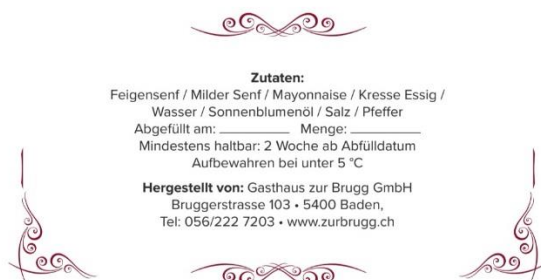 Zutaten:
Feigensenf / Milder Senf / Mayonnaise / Kresse Essig /
Wasser / Sonnenblumenöl / Salz / Pfeffer
Abgefüllt am: __________ Menge: __________
Mindestens haltbar: 2 Woche ab Abfülldatum
Aufbewahren bei unter 5 °C
Hergestellt von: Gasthaus zur Brugg GmbH
Bruggerstrasse 103 • 5400 Baden,
Tel: 056/222 7203 • www.zurbrugg.ch